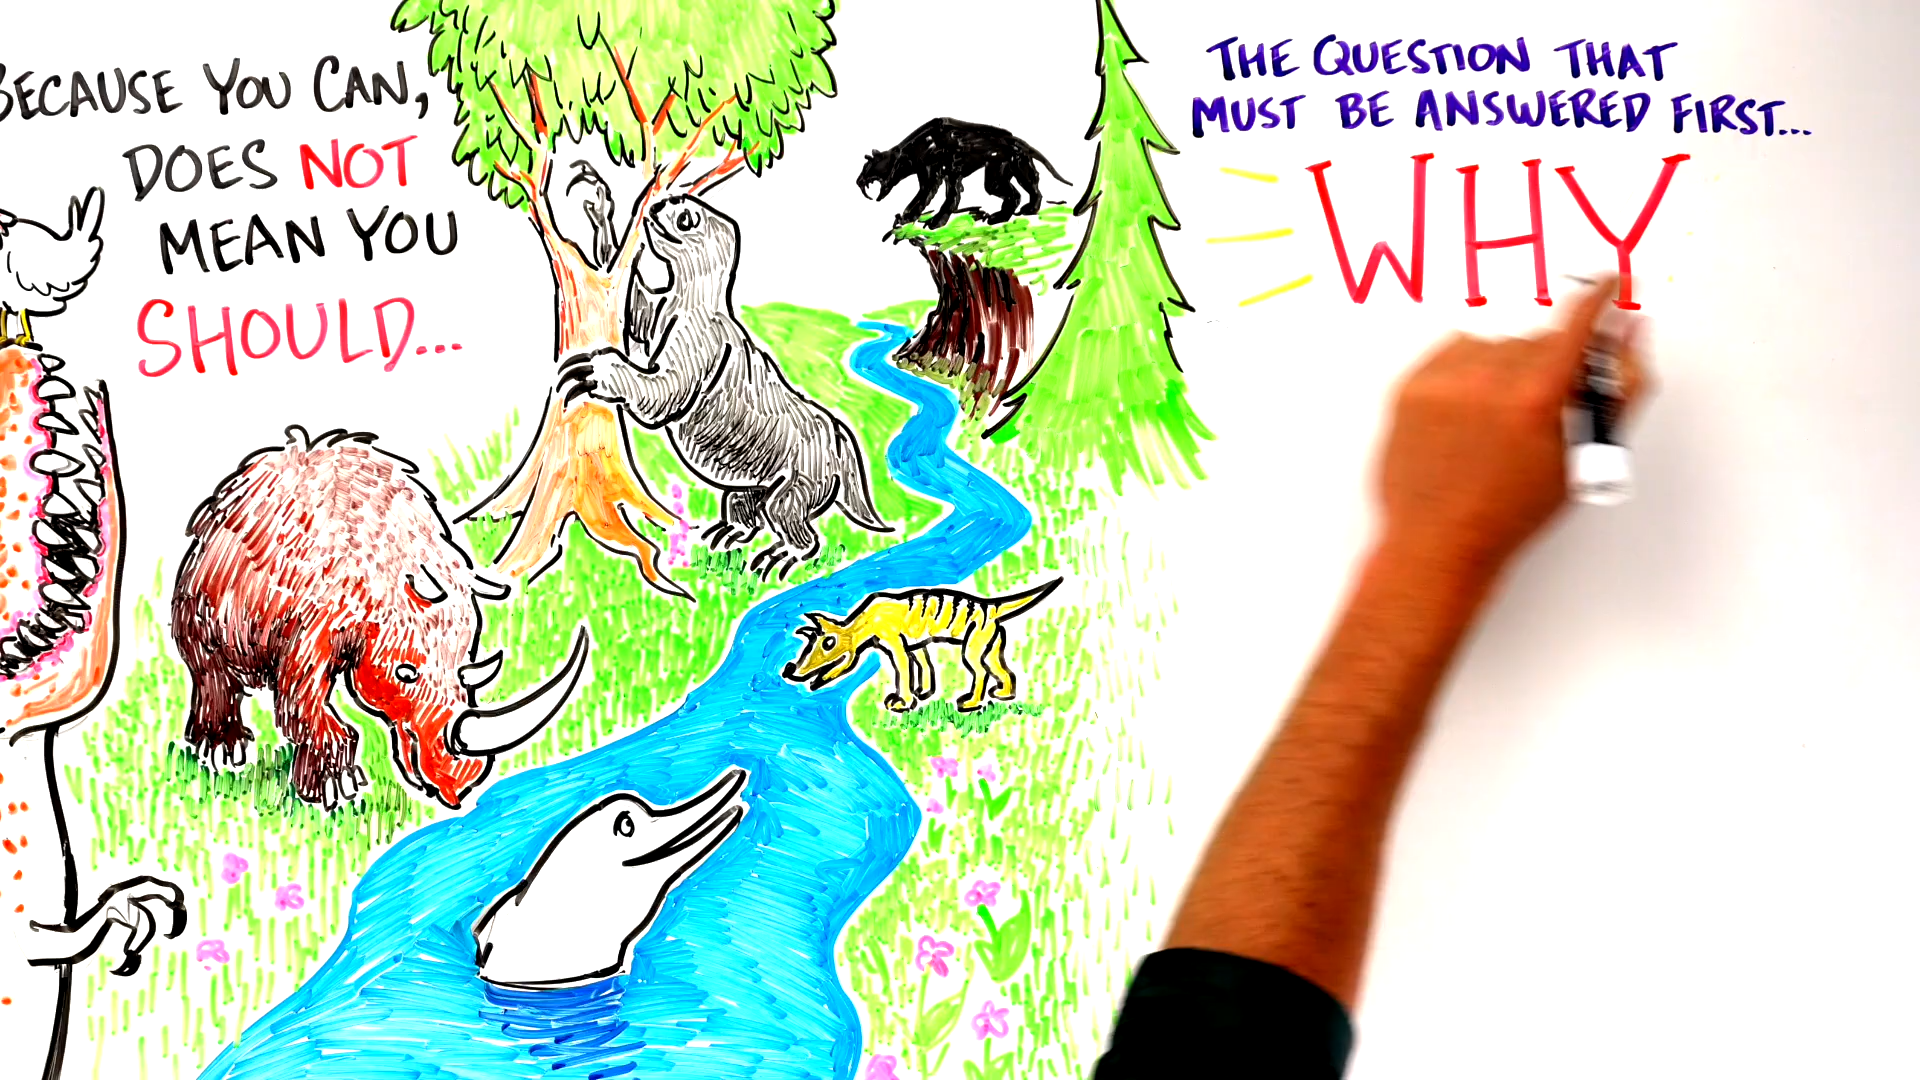 BECAUSE YOU CAN,
DOES NOT
MEAN YOU
SHOULD...
THE QUESTION THAT
MUST BE ANSWERED FIRST...
WHY